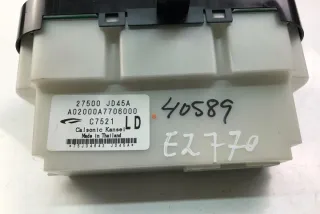 27500 JD45A
A02000A7706000
C7521 LD
Calsonic Kansei
Made in Thailand
40589
E2770